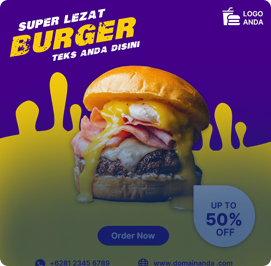 SUPER LEZAT
BURGER
TEKS ANDA DISINI
LOGO
ANDA
UP TO
50%
OFF
Order Now
+6281 2345 6789
www.domainanda .com